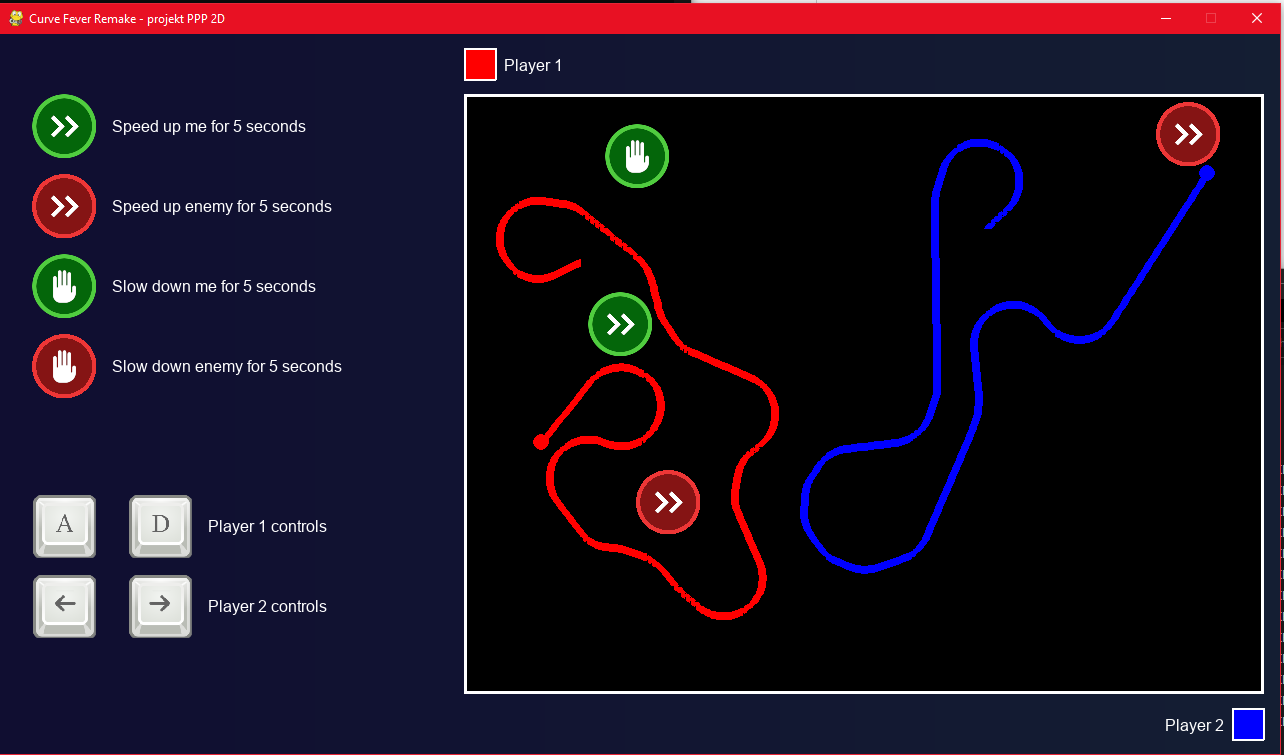 Curve Fever Remake - projekt PPP 2D
Player 1
Speed up me for 5 seconds
Speed up enemy for 5 seconds
Slow down me for 5 seconds
Slow down enemy for 5 seconds
A D Player 1 controls
← → Player 2 controls
Player 2